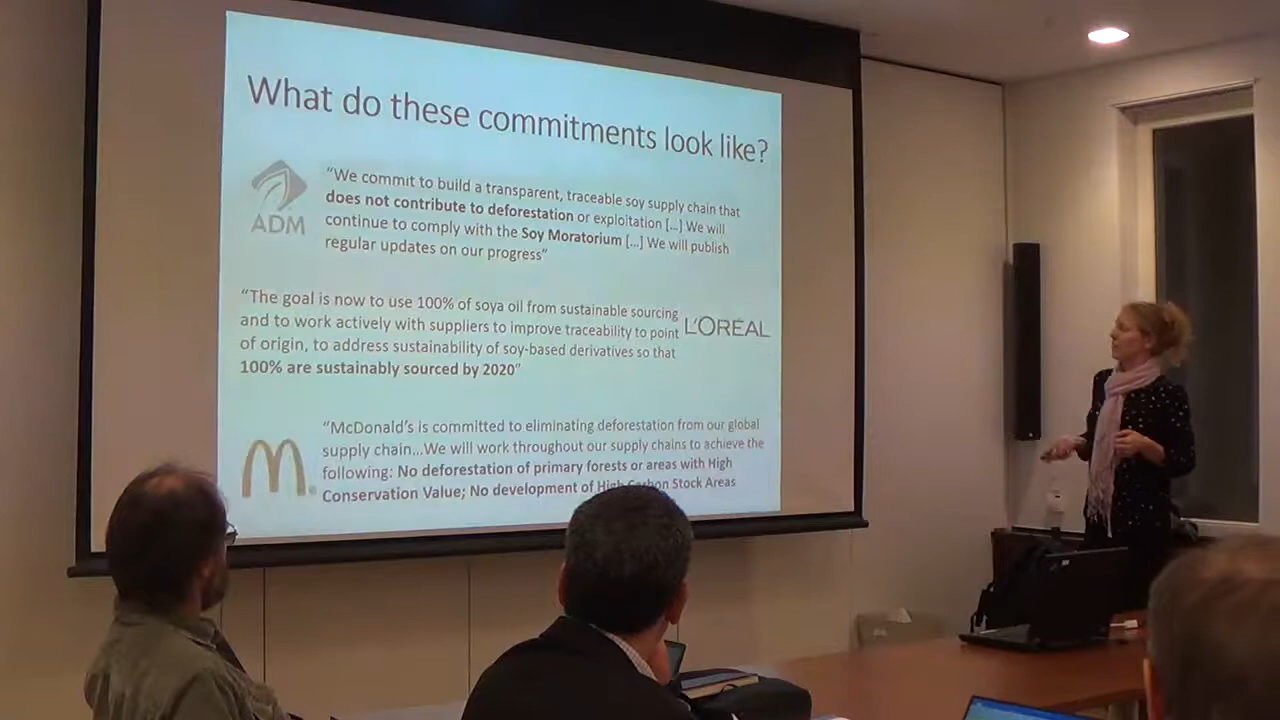 What do these commitments look like?
ADM
"We commit to build a transparent, traceable soy supply chain that
does not contribute to deforestation or exploitation [...] We will
continue to comply with the Soy Moratorium [...] We will publish
regular updates on our progress"
"The goal is now to use 100% of soya oil from sustainable sourcing
and to work actively with suppliers to improve traceability to point
of origin, to address sustainability of soy-based derivatives so that
100% are sustainably sourced by 2020"
L'ORÉAL
M
"McDonald's is committed to eliminating deforestation from our global
supply chain...We will work throughout our supply chains to achieve the
following: No deforestation of primary forests or areas with High
Conservation Value; No development of High Carbon Stock Areas